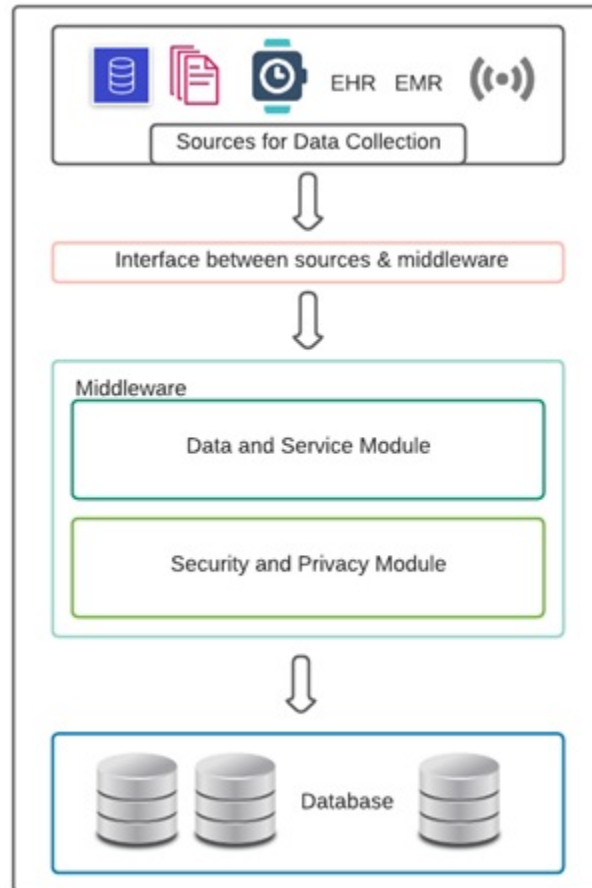 EHR EMR
Sources for Data Collection
Interface between sources & middleware
Middleware
Data and Service Module
Security and Privacy Module
Database